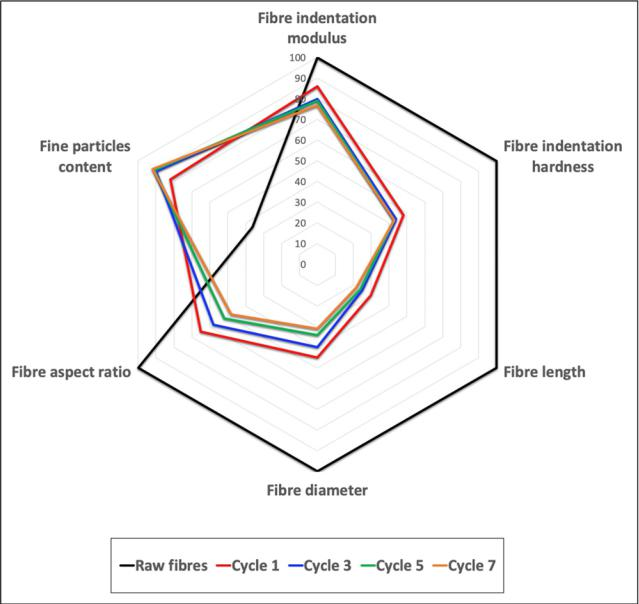 Fibre indentation
modulus
100
90
80
70
60
50
40
30
20
10
0
Fibre indentation
hardness
Fine particles
content
Fibre aspect ratio
Fibre length
Fibre diameter
Raw fibres Cycle 1 Cycle 3 Cycle 5 Cycle 7